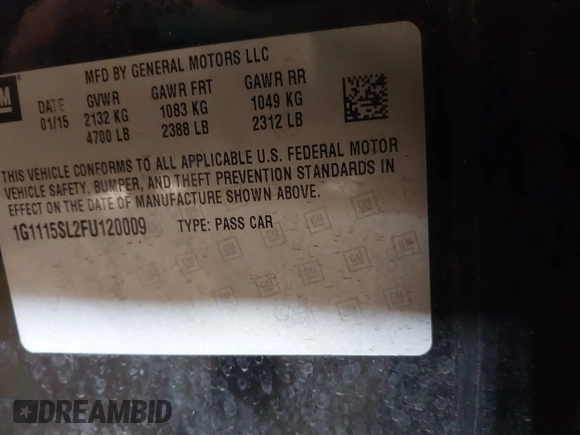 MFD BY GENERAL MOTORS LLC
GM
DATE GVWR GAWR FRT GAWR RR
01/15 2132 KG 1083 KG 1049 KG
4700 LB 2388 LB 2312 LB
THIS VEHICLE CONFORMS TO ALL APPLICABLE U.S. FEDERAL MOTOR
VEHICLE SAFETY, BUMPER, AND THEFT PREVENTION STANDARDS IN
EFFECT ON THE DATE OF MANUFACTURE SHOWN ABOVE.
1G1115SL2FU120009 TYPE: PASS CAR
DREAMBID